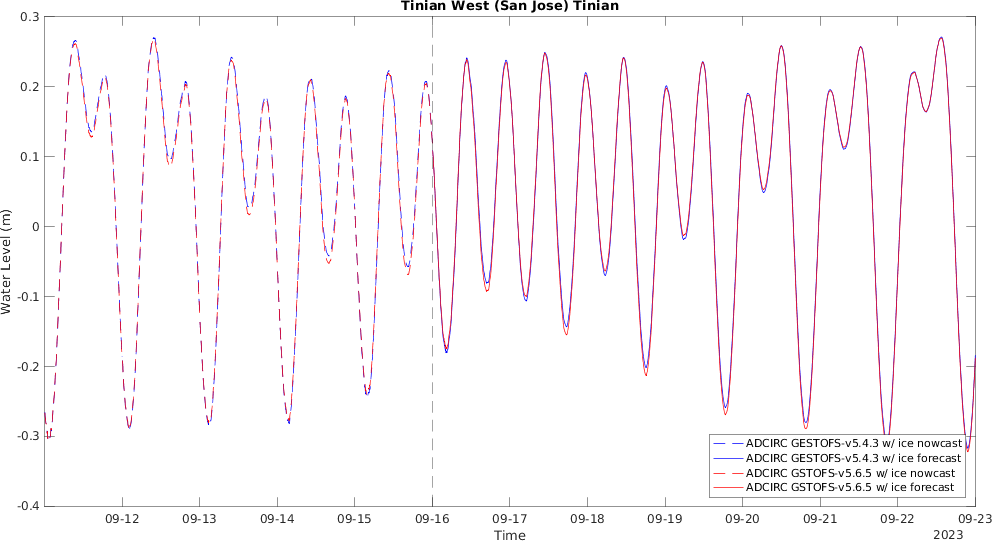 Tinian West (San Jose) Tinian
0.3
0.2
0.1
0
-0.1
-0.2
-0.3
-0.4
Water Level (m)
ADCIRC GESTOFS-v5.4.3 w/ ice nowcast
ADCIRC GESTOFS-v5.4.3 w/ ice forecast
ADCIRC GSTOFS-v5.6.5 w/ ice nowcast
ADCIRC GSTOFS-v5.6.5 w/ ice forecast
09-12 09-13 09-14 09-15 09-16 09-17 09-18 09-19 09-20 09-21 09-22 09-23
Time
2023